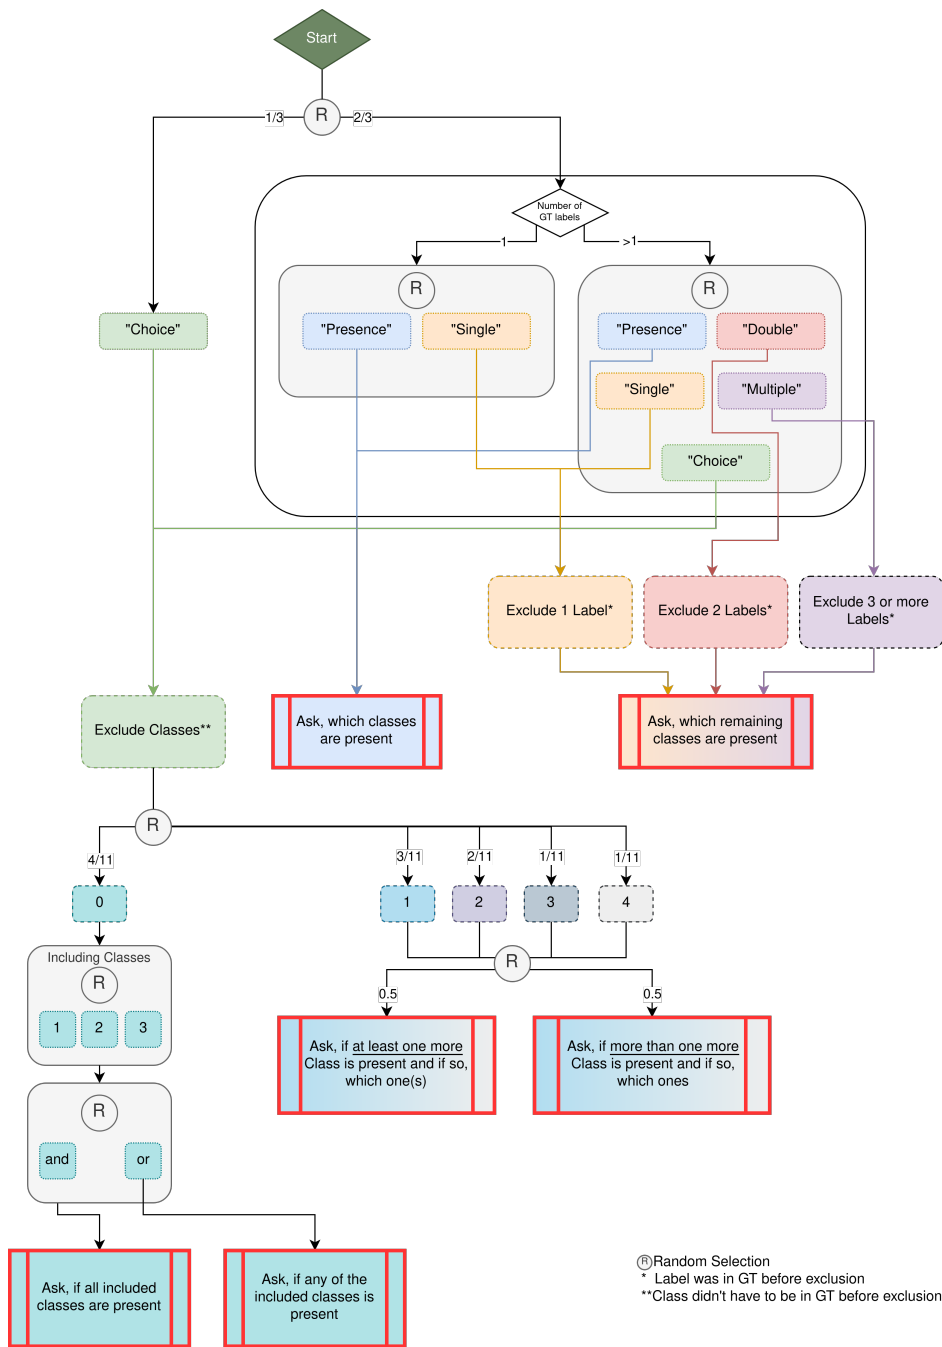 Start
R
1/3
2/3
Number of
GT labels
1
>1
R
R
"Choice"
"Presence"
"Single"
"Presence"
"Double"
"Single"
"Multiple"
"Choice"
Exclude 1 Label*
Exclude 2 Labels*
Exclude 3 or more
Labels*
Exclude Classes**
Ask, which classes
are present
Ask, which remaining
classes are present
R
4/11
3/11
2/11
1/11
1/11
0
1
2
3
4
Including Classes
R
1
2
3
R
0.5
0.5
Ask, if at least one more
Class is present and if so,
which one(s)
Ask, if more than one more
Class is present and if so,
which ones
R
and
or
Ask, if all included
classes are present
Ask, if any of the
included classes is
present
R Random Selection
* Label was in GT before exclusion
**Class didn't have to be in GT before exclusion